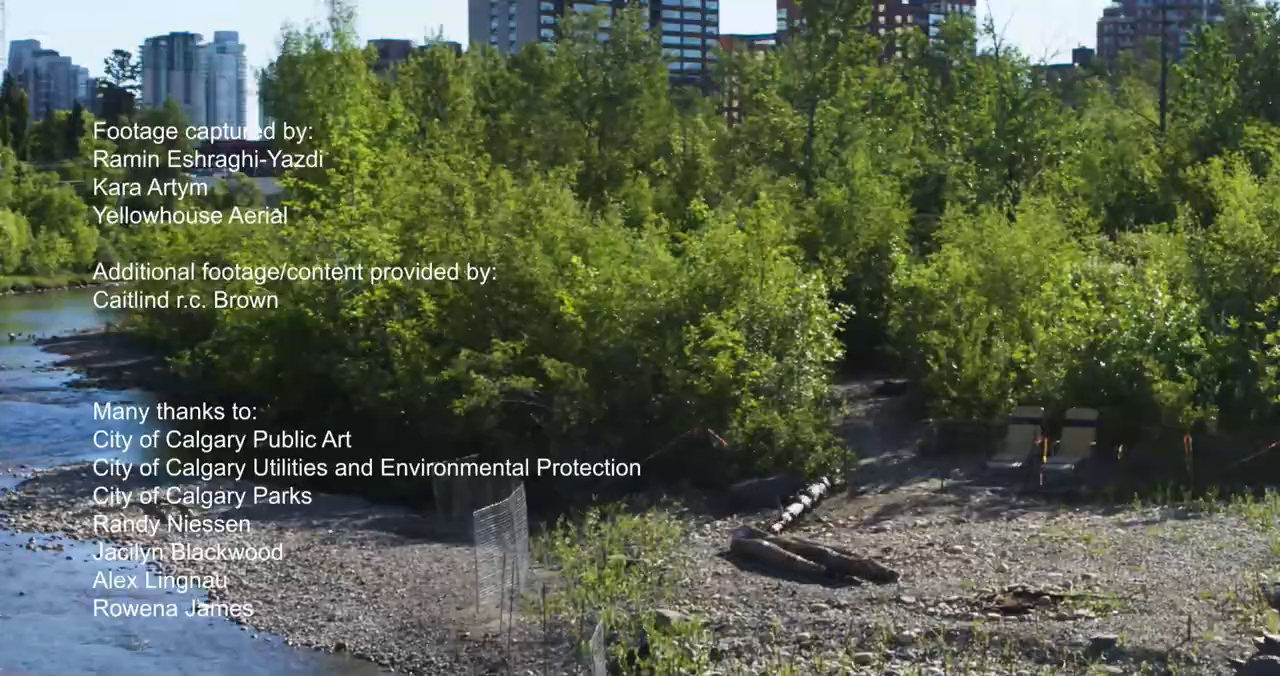 Footage captured by:
Ramin Eshraghi-Yazdi
Kara Artym
Yellowhouse Aerial
Additional footage/content provided by:
Caitlind r.c. Brown
Many thanks to:
City of Calgary Public Art
City of Calgary Utilities and Environmental Protection
City of Calgary Parks
Randy Niessen
Jacilyn Blackwood
Alex Lingnau
Rowena James